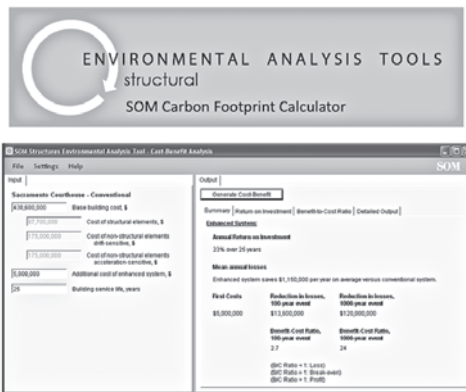 ENVIRONMENTAL ANALYSIS TOOLS
structural
SOM Carbon Footprint Calculator
SOM Structures Environmental Analysis Tool - Cost-Benefit Analysis
File Settings Help
SOM
Input
Sacramento Courthouse - Conventional
Base building cost, $
Cost of structural elements, $
175,000,000 Cost of non-structural elements
drift-sensitive, $
175,000,000 Cost of non-structural elements
acceleration-sensitive, $
5,000,000 Additional cost of enhanced system, $
25 Building service life, years
Output
Generate Cost-Benefit
Summary Return on Investment Benefit-to-Cost Ratio Detailed Output
Enhanced System:
Annual Return on Investment
23% over 25 years
Mean annual losses
Enhanced system saves $1,150,000 per year on average versus conventional system.
First Costs Reduction in losses, Reduction in losses,
100 year event 1000 year event
$5,000,000 $13,600,000 $120,000,000
Benefit-Cost Ratio, Benefit-Cost Ratio,
100 year event 1000 year event
2.7 24
(B/C Ratio < 1: Loss)
(B/C Ratio = 1: Break-even)
(B/C Ratio > 1: Profit)